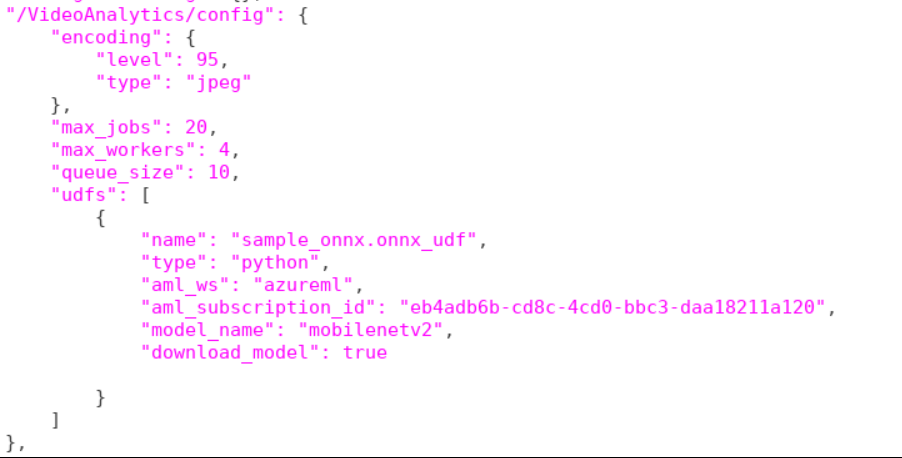 "/VideoAnalytics/config": {
    "encoding": {
        "level": 95,
        "type": "jpeg"
    },
    "max_jobs": 20,
    "max_workers": 4,
    "queue_size": 10,
    "udfs": [
        {
            "name": "sample_onnx.onnx_udf",
            "type": "python",
            "aml_ws": "azureml",
            "aml_subscription_id": "eb4adb6b-cd8c-4cd0-bbc3-daa18211a120",
            "model_name": "mobilenetv2",
            "download_model": true
        }
    ]
},